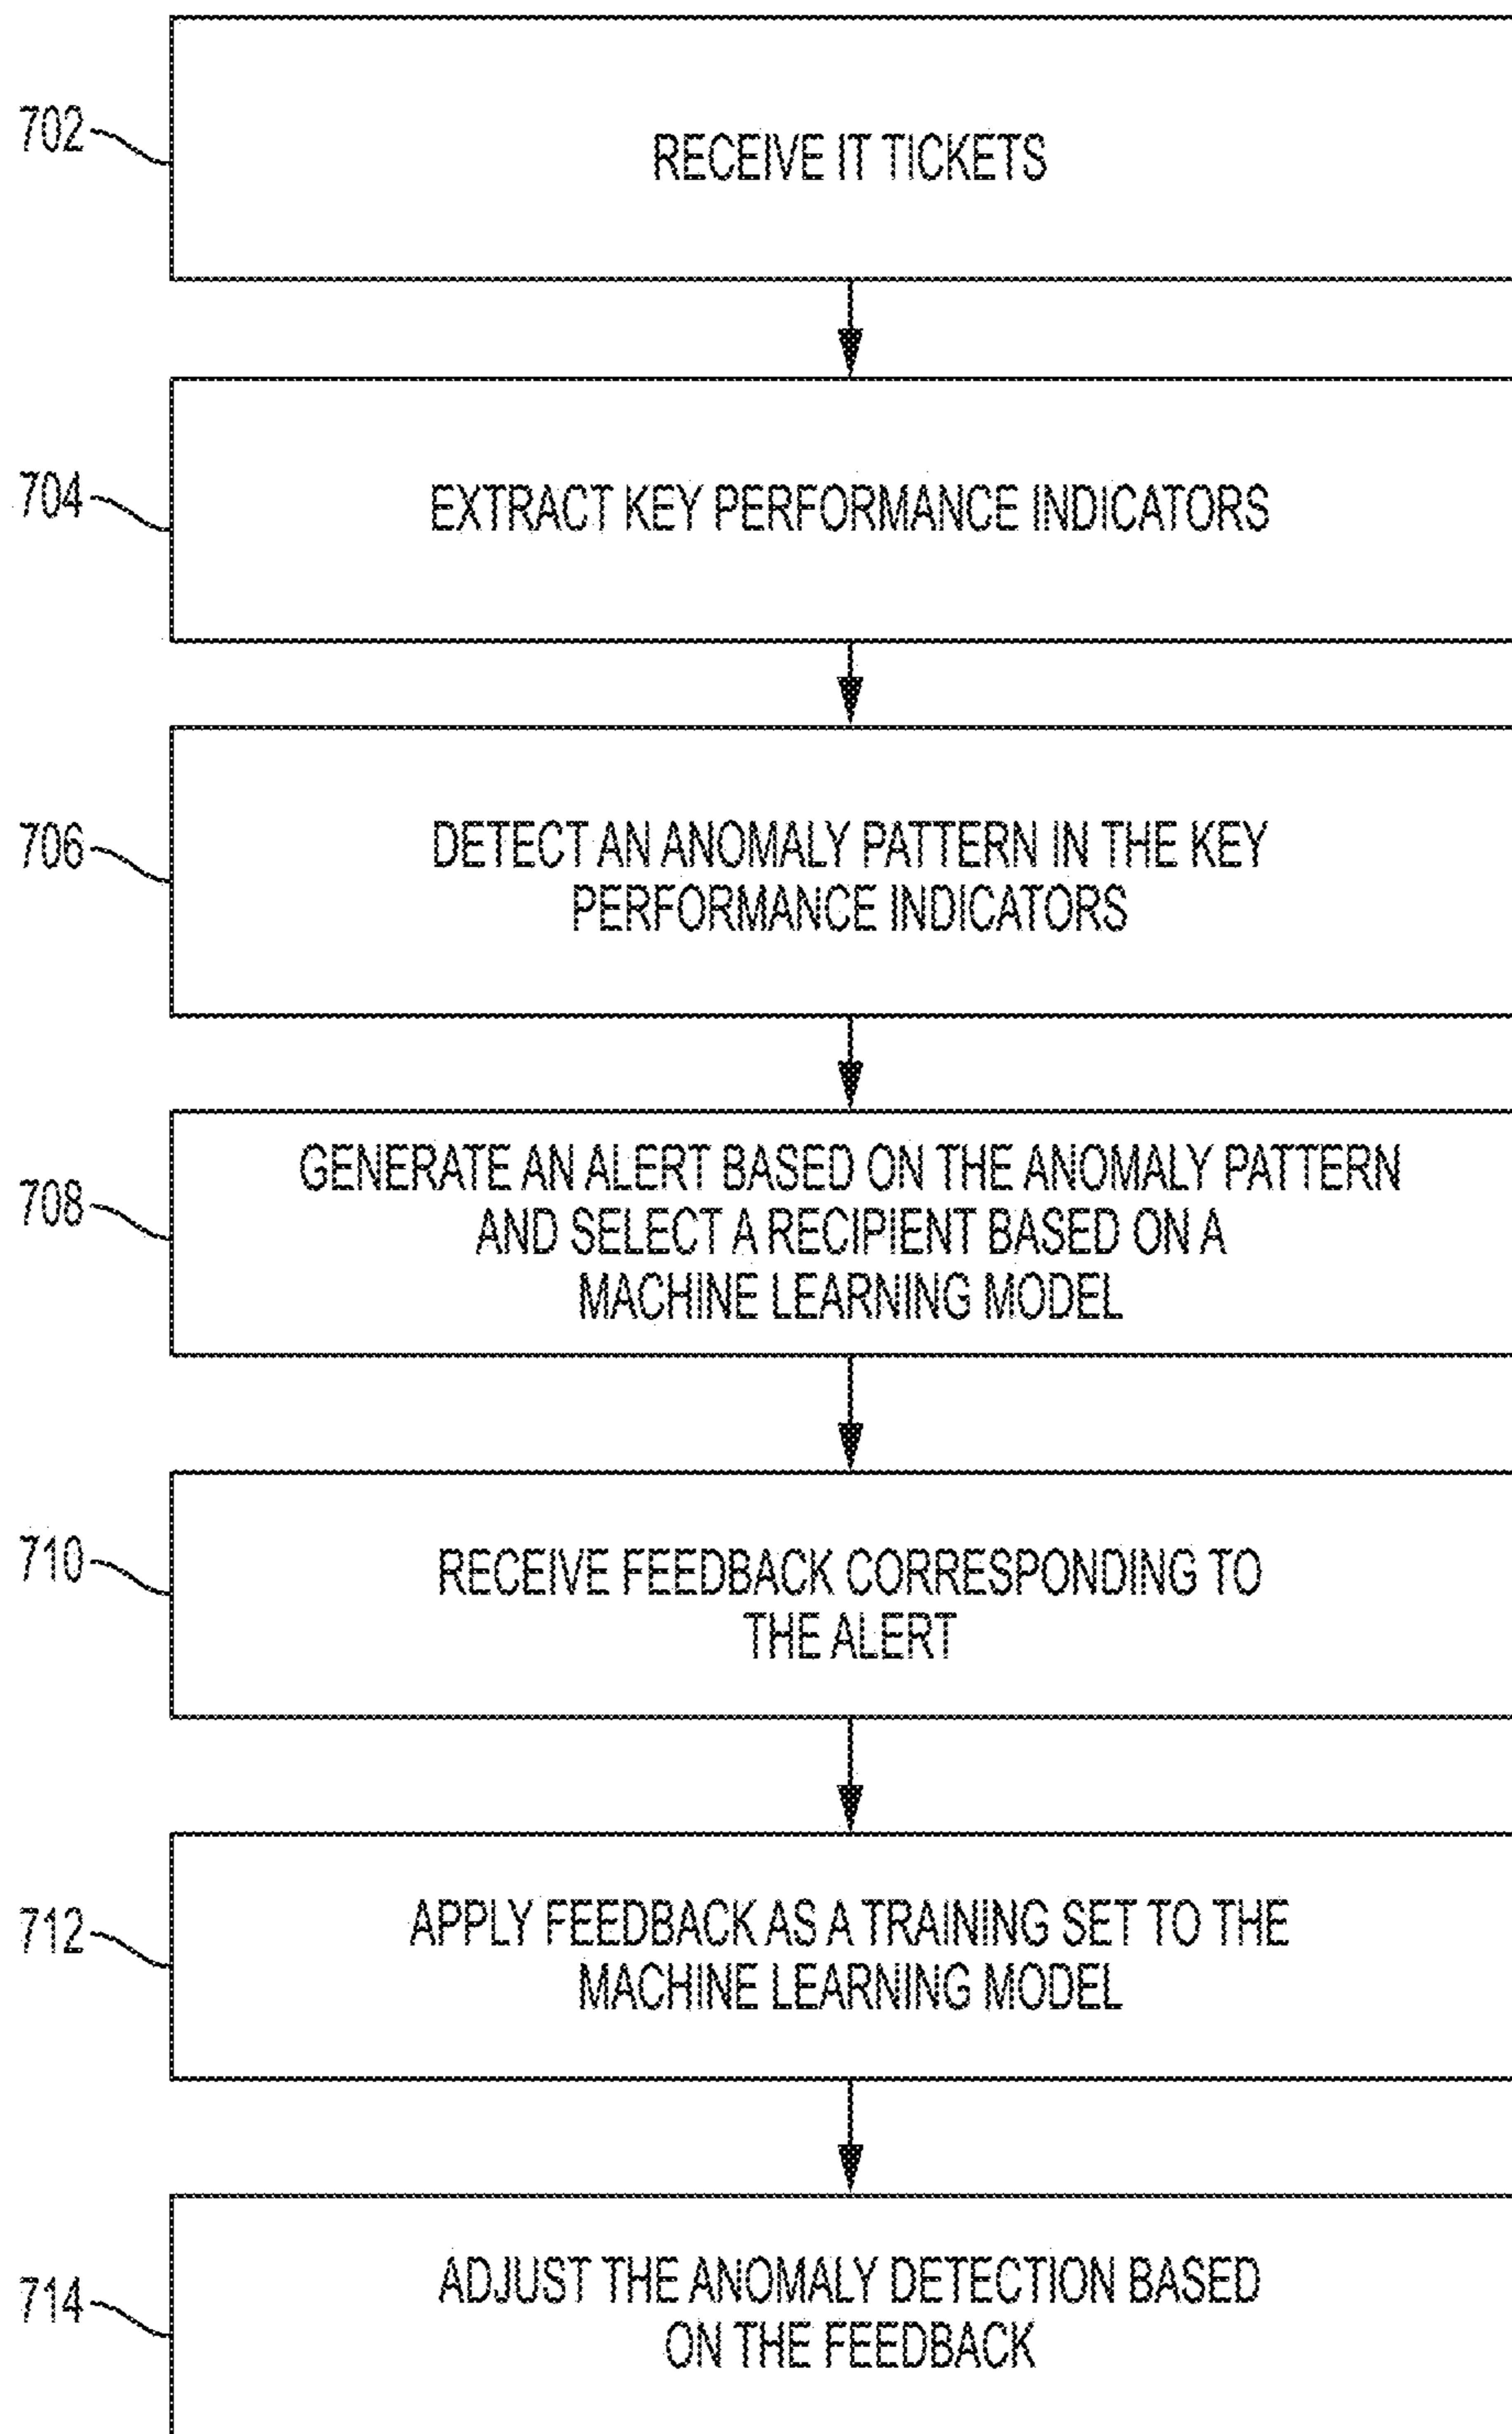 702
RECEIVE IT TICKETS
704
EXTRACT KEY PERFORMANCE INDICATORS
706
DETECT AN ANOMALY PATTERN IN THE KEY
PERFORMANCE INDICATORS
708
GENERATE AN ALERT BASED ON THE ANOMALY PATTERN
AND SELECT A RECIPIENT BASED ON A
MACHINE LEARNING MODEL
710
RECEIVE FEEDBACK CORRESPONDING TO
THE ALERT
712
APPLY FEEDBACK AS A TRAINING SET TO THE
MACHINE LEARNING MODEL
714
ADJUST THE ANOMALY DETECTION BASED
ON THE FEEDBACK